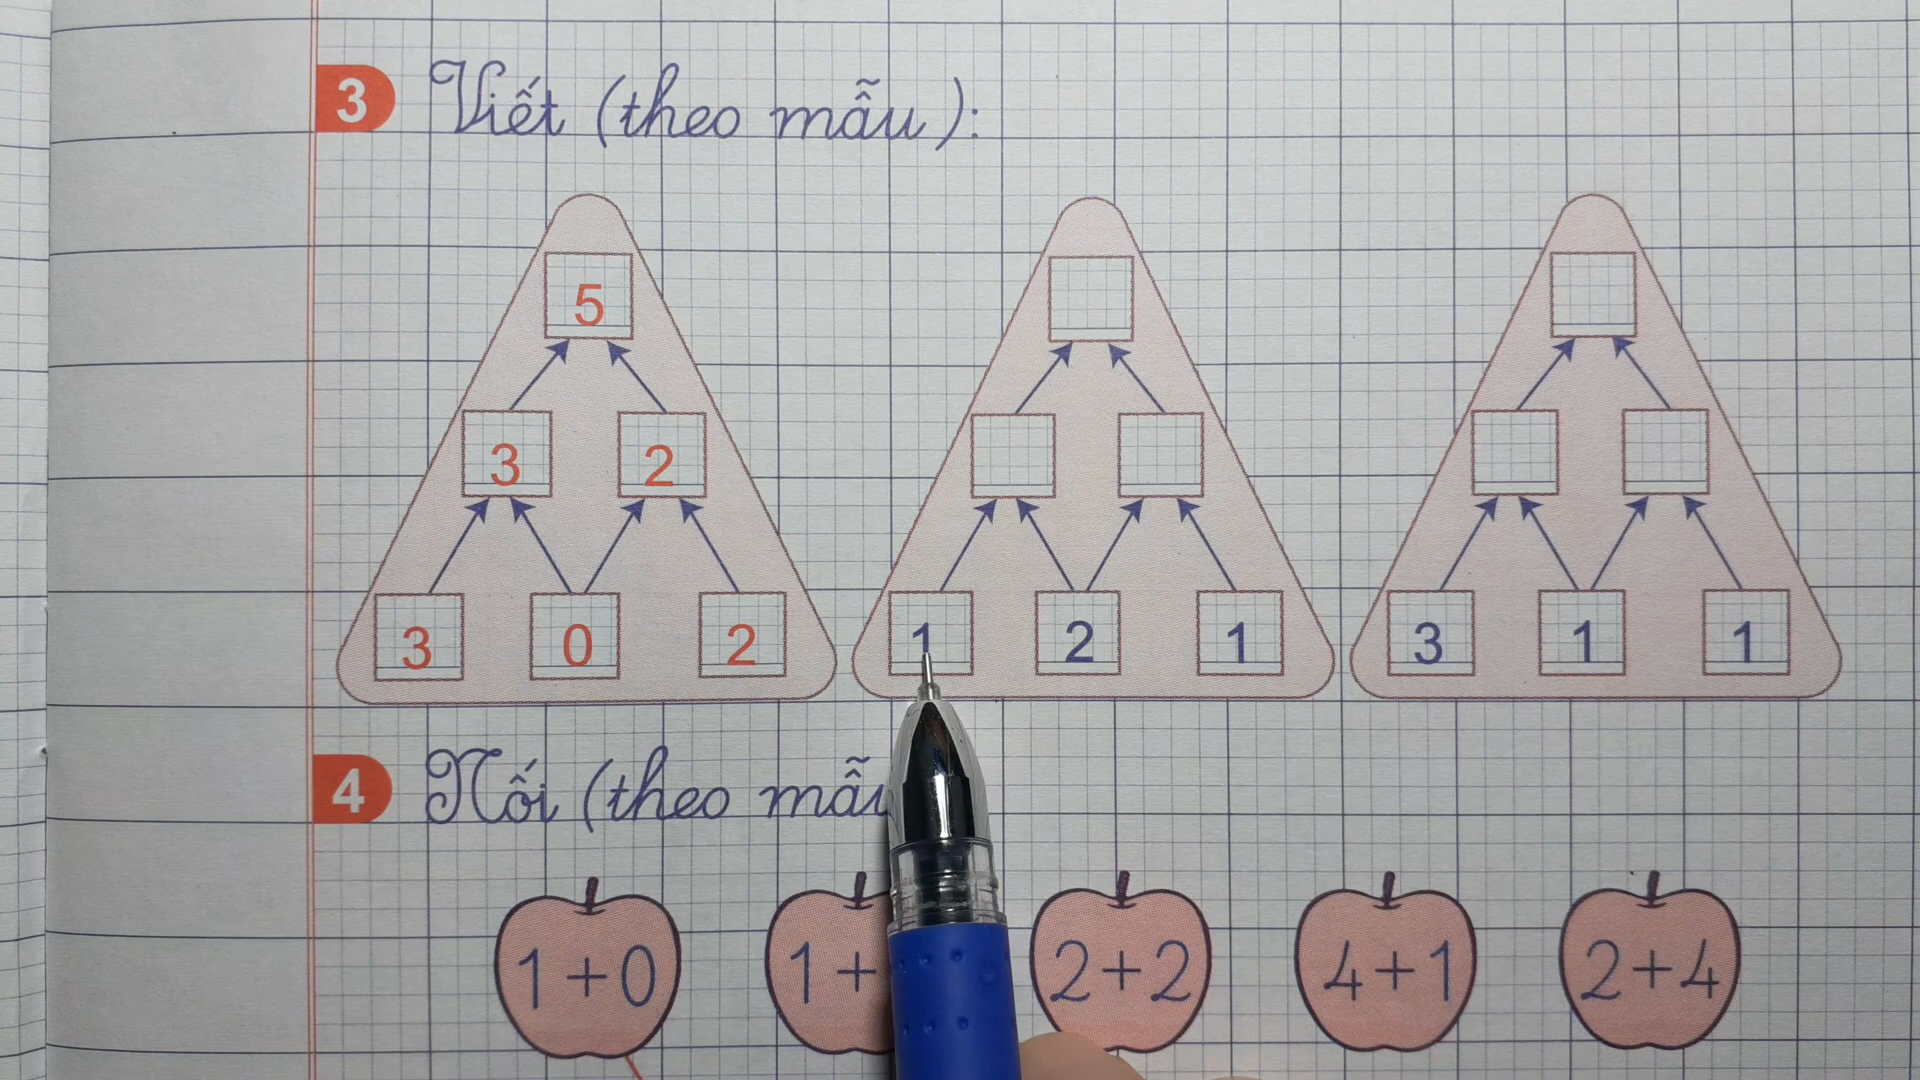 3 Viết (theo mẫu):
5
3 2
3 0 2
1 2 1
3 1 1
4 Nối (theo
1+0 1+ 2+2 4+1 2+4